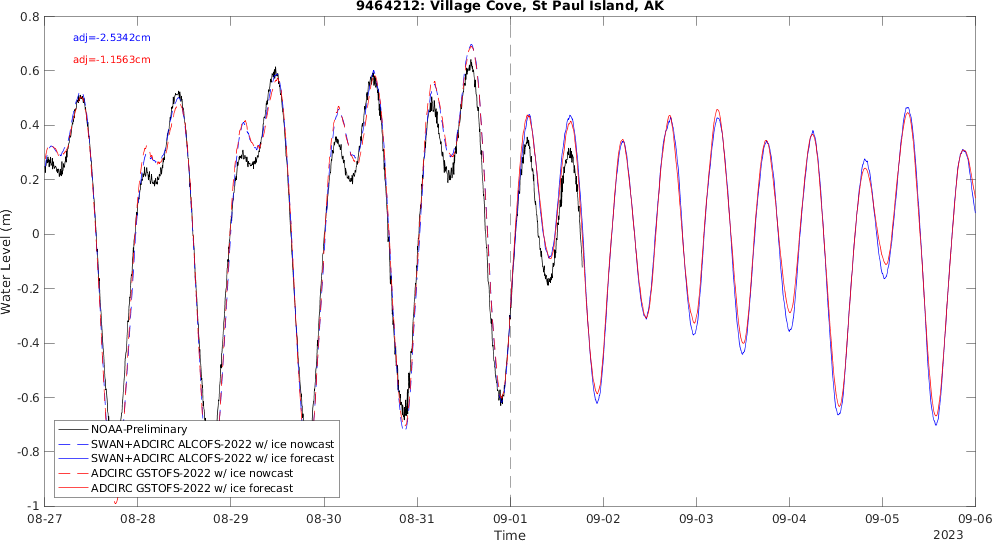 9464212: Village Cove, St Paul Island, AK
adj=-2.5342cm
adj=-1.1563cm
Water Level (m)
0.8
0.6
0.4
0.2
0
-0.2
-0.4
-0.6
-0.8
-1
NOAA-Preliminary
SWAN+ADCIRC ALCOFS-2022 w/ ice nowcast
SWAN+ADCIRC ALCOFS-2022 w/ ice forecast
ADCIRC GSTOFS-2022 w/ ice nowcast
ADCIRC GSTOFS-2022 w/ ice forecast
08-27 08-28 08-29 08-30 08-31 09-01 09-02 09-03 09-04 09-05 09-06
Time
2023